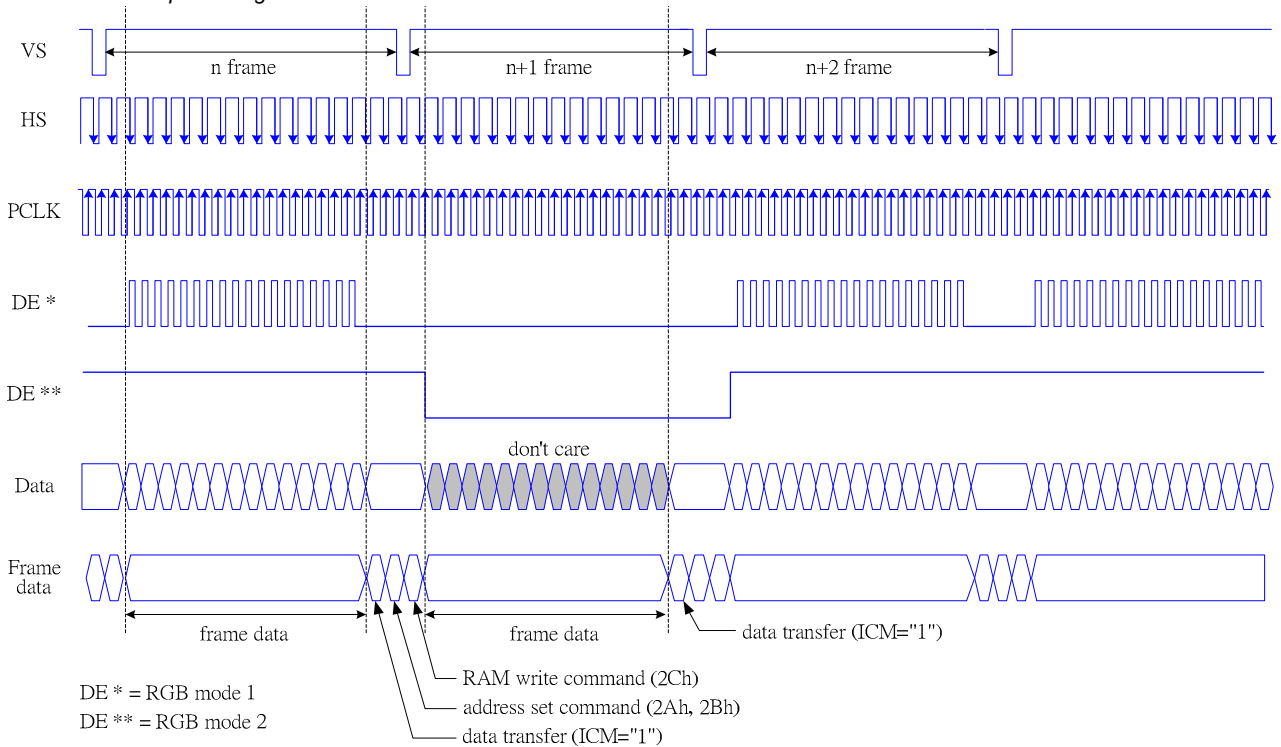 VS
n frame
n+1 frame
n+2 frame
HS
PCLK
DE *
DE **
don't care
Data
Frame
data
frame data
frame data
data transfer (ICM="1")
RAM write command (2Ch)
address set command (2Ah, 2Bh)
data transfer (ICM="1")
DE * = RGB mode 1
DE ** = RGB mode 2